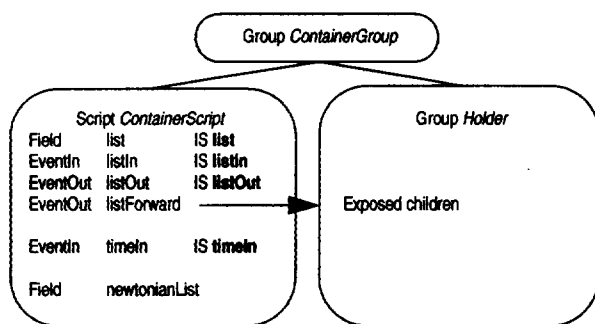 Group ContainerGroup
Script ContainerScript
Field list IS list
EventIn listIn IS listIn
EventOut listOut IS listOut
EventOut listForward
EventIn timeIn IS timeIn
Field newtonianList
Group Holder
Exposed children